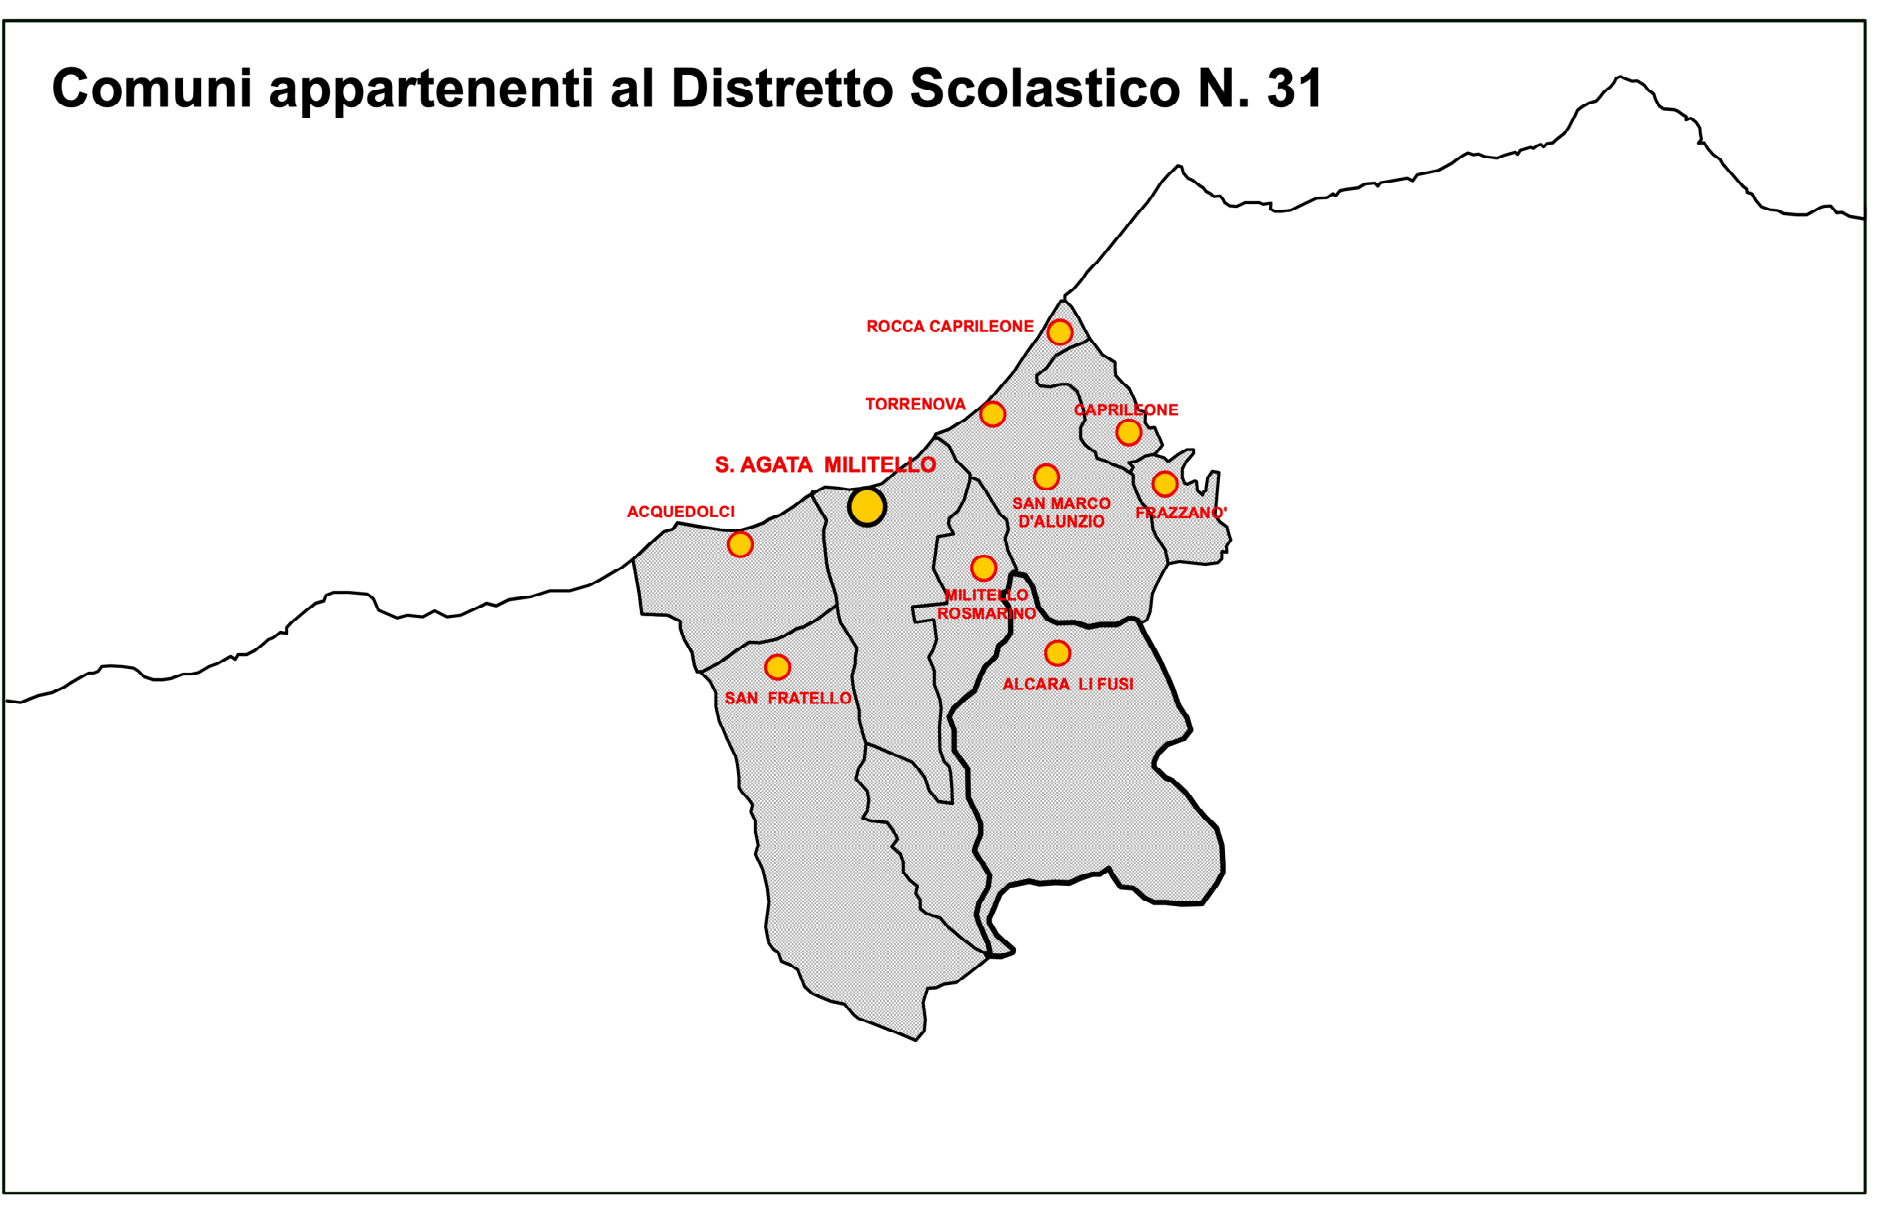 Comuni appartenenti al Distretto Scolastico N. 31
ROCCA CAPRILEONE
TORRENOVA
CAPRILEONE
S. AGATA MILITELLO
SAN MARCO
D'ALUNZIO
FRAZZANO'
ACQUEDOLCI
MILITELLO
ROSMARINO
ALCARA LI FUSI
SAN FRATELLO